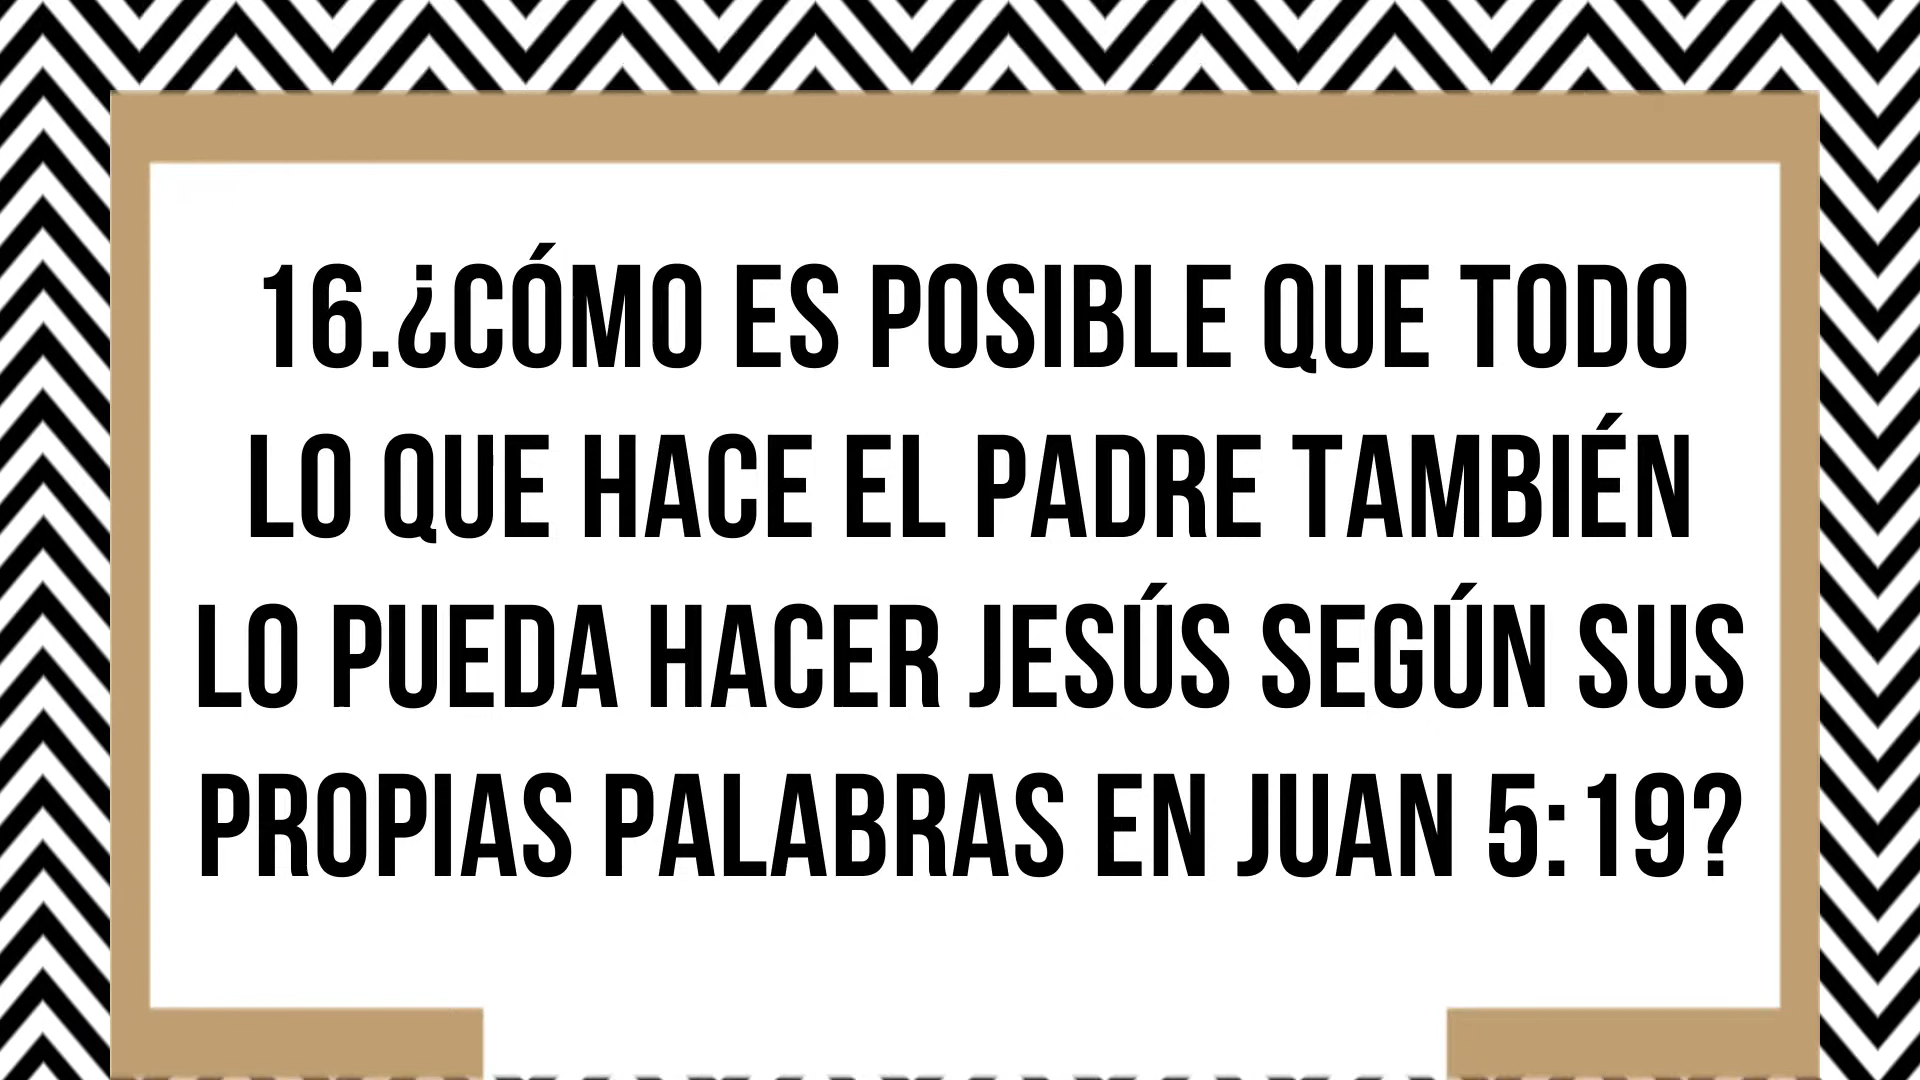 16.¿CÓMO ES POSIBLE QUE TODO
LO QUE HACE EL PADRE TAMBIÉN
LO PUEDA HACER JESÚS SEGÚN SUS
PROPIAS PALABRAS EN JUAN 5:19?